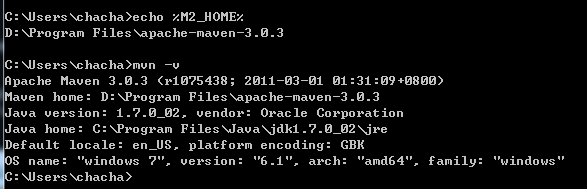 C:\Users\chacha>echo %M2_HOME%
D:\Program Files\apache-maven-3.0.3
C:\Users\chacha>mvn -v
Apache Maven 3.0.3 (r1075438; 2011-03-01 01:31:09+0800)
Maven home: D:\Program Files\apache-maven-3.0.3
Java version: 1.7.0_02, vendor: Oracle Corporation
Java home: C:\Program Files\Java\jdk1.7.0_02\jre
Default locale: en_US, platform encoding: GBK
OS name: "windows 7", version: "6.1", arch: "amd64", family: "windows"
C:\Users\chacha>